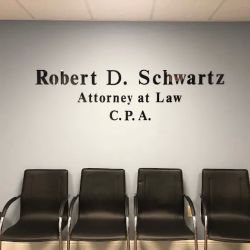 Robert D. Schwartz
Attorney at Law
C.P.A.